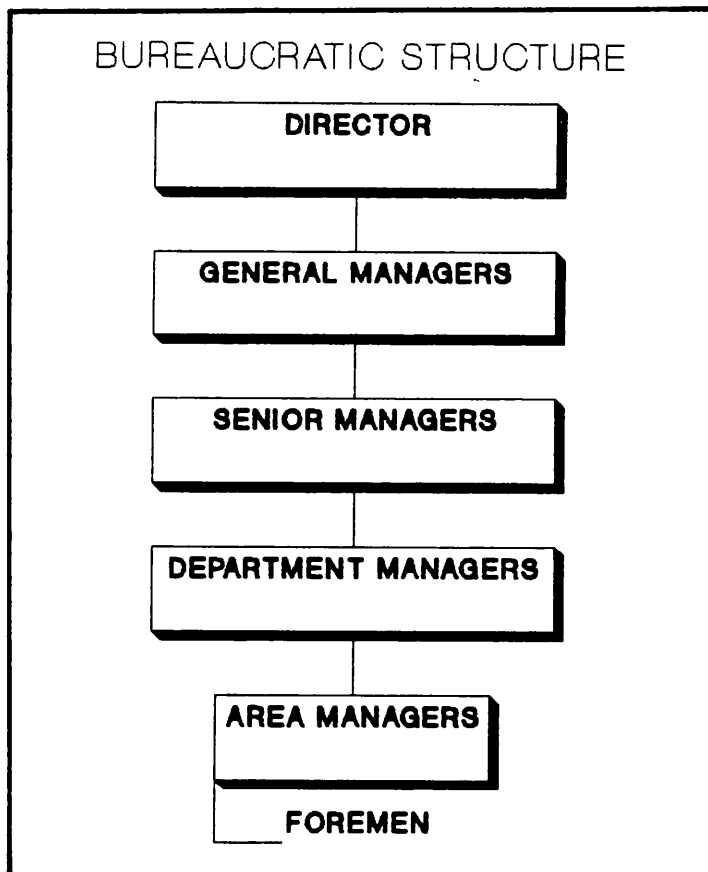 BUREAUCRATIC STRUCTURE
DIRECTOR
GENERAL MANAGERS
SENIOR MANAGERS
DEPARTMENT MANAGERS
AREA MANAGERS
FOREMEN